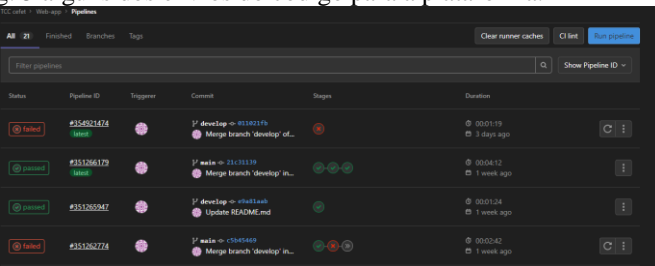 TCC cefet > Web-app > Pipelines
All 21 Finished Branches Tags Clear runner caches CI lint Run pipeline
Filter pipelines Show Pipeline ID
Status Pipeline ID Triggerer Commit Stages Duration
failed #354921474 latest develop 011021fb Merge branch 'develop' of... 00:01:19 3 days ago
passed #351266179 latest main 21c31139 Merge branch 'develop' in... 00:04:12 1 week ago
passed #351265947 develop e9a81aab Update README.md 00:01:24 1 week ago
failed #351262774 main c5b45469 Merge branch 'develop' in... 00:02:42 1 week ago